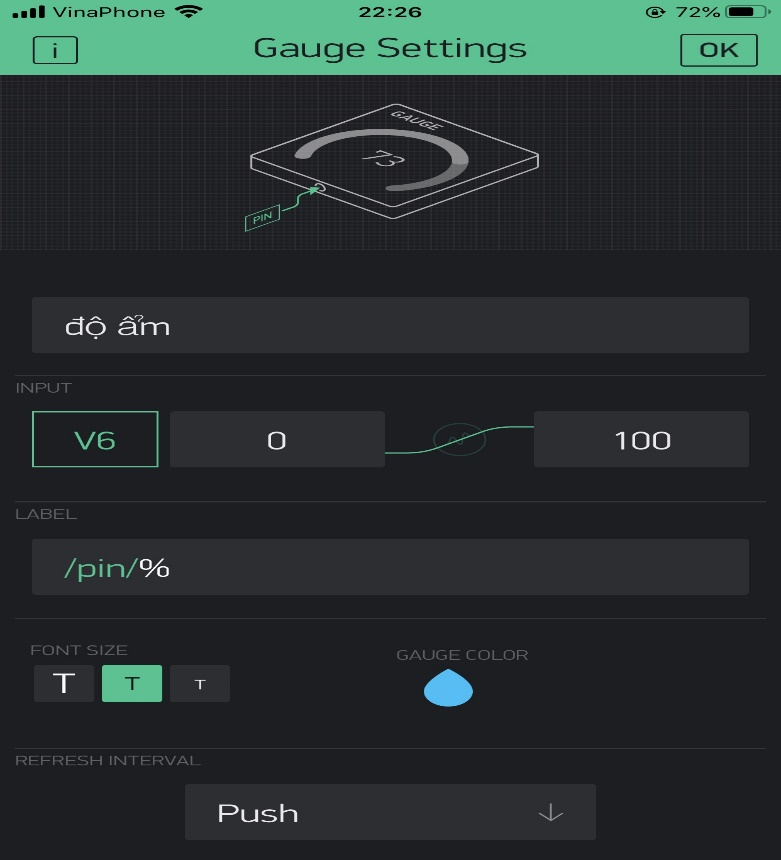 VinaPhone 22:26 72%
i Gauge Settings OK
GAUGE
73
PIN
độ ẩm
INPUT
V6 0 100
LABEL
/pin/%
FONT SIZE
GAUGE COLOR
T T T
REFRESH INTERVAL
Push